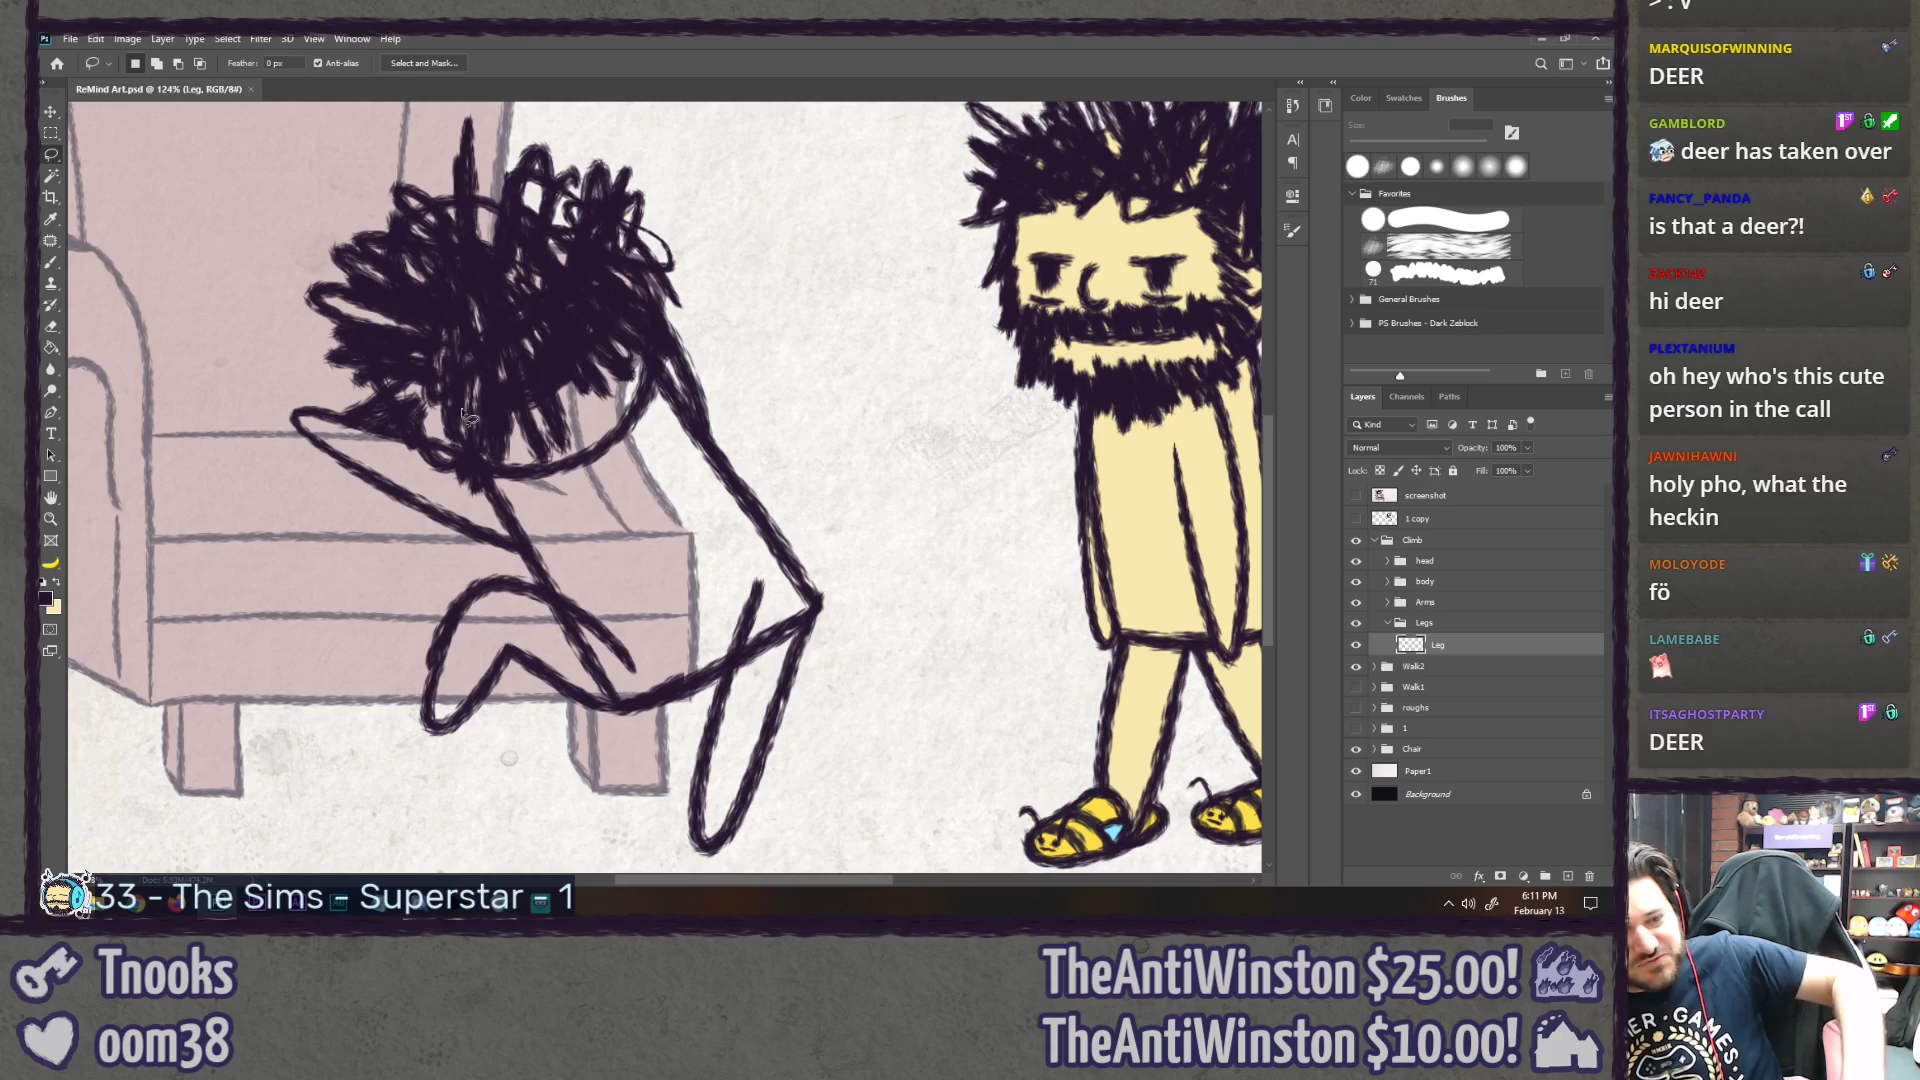 File Edit Image Layer Type Select Filter 3D View Window Help
Feather: 0 px Anti-alias Select and Mask...
ReMind Art.psd @ 124% (Leg, RGB/8#)
Color Swatches Brushes
Size:
Favorites
71
General Brushes
PS Brushes - Dark Zeblock
Layers Channels Paths
Kind
Normal Opacity: 100%
Lock: Fill: 100%
screenshot
1 copy
Climb
head
body
Arms
Legs
Leg
Walk2
Walk1
roughs
1
Chair
Paper1
Background
6:11 PM
February 13
33 - The Sims - Superstar - 1
Tnooks
oom38
TheAntiWinston $25.00!
TheAntiWinston $10.00!
> : V
MARQUISOFWINNING
DEER
GAMBLORD
deer has taken over
FANCY__PANDA
is that a deer?!
hi deer
PLEXTANIUM
oh hey who's this cute
person in the call
JAWNIHAWNI
holy pho, what the
heckin
MOLOYODE
fö
LAMEBABE
ITSAGHOSTPARTY
DEER